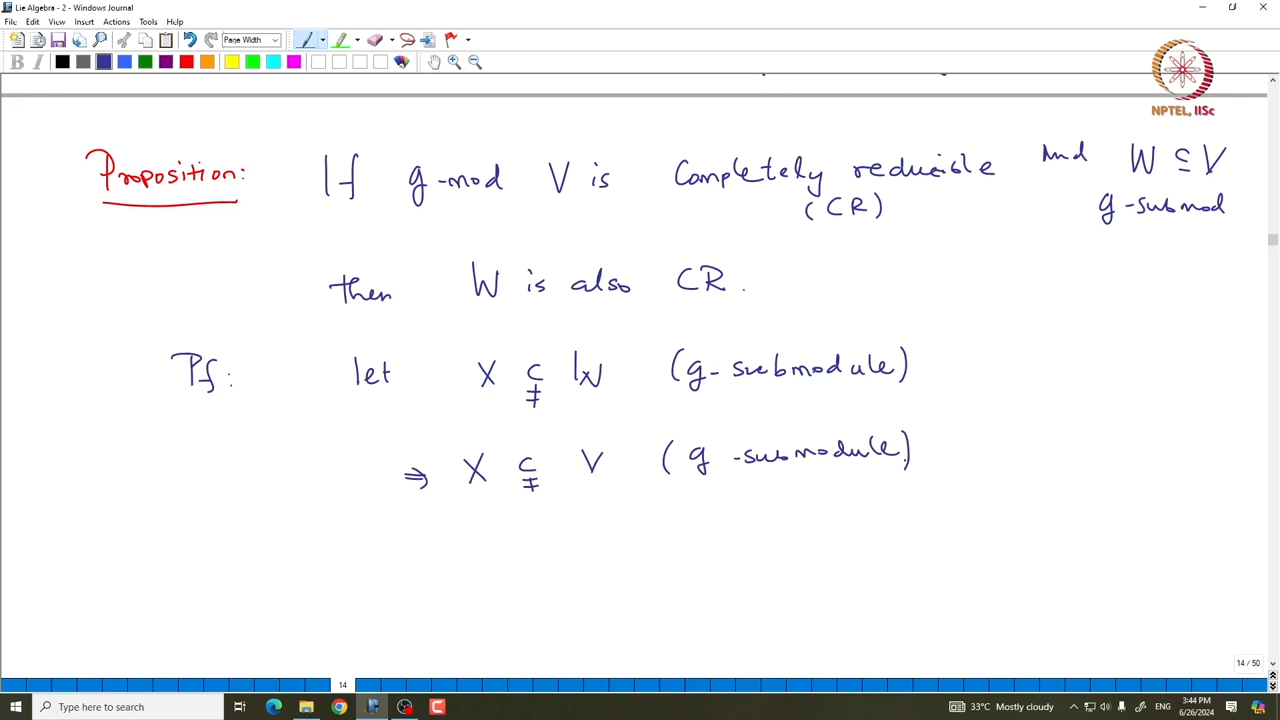 Lie Algebra - 2 - Windows Journal
File Edit View Insert Actions Tools Help
Page Width
B I
NPTEL, IISc
Proposition: If g-mod V is Completely reducible And W ⊆ V
(CR) g-submod
then W is also CR.
Pf: let X ⊊ W (g-submodule)
⇒ X ⊊ V (g-submodule)
14 / 50
14
Type here to search
33°C Mostly cloudy
3:44 PM
6/26/2024